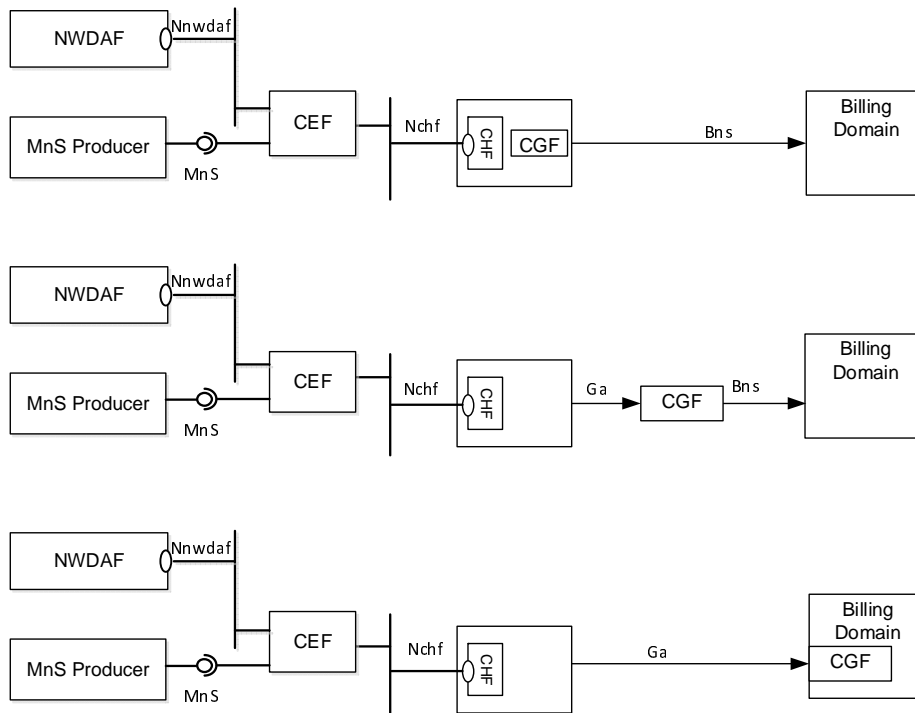 NWDAF
Nnwdaf
MnS Producer
MnS
CEF
Nchf
CHF
CGF
Bns
Billing
Domain
NWDAF
Nnwdaf
MnS Producer
MnS
CEF
Nchf
CHF
Ga
CGF
Bns
Billing
Domain
NWDAF
Nnwdaf
MnS Producer
MnS
CEF
Nchf
CHF
Ga
Billing
Domain
CGF